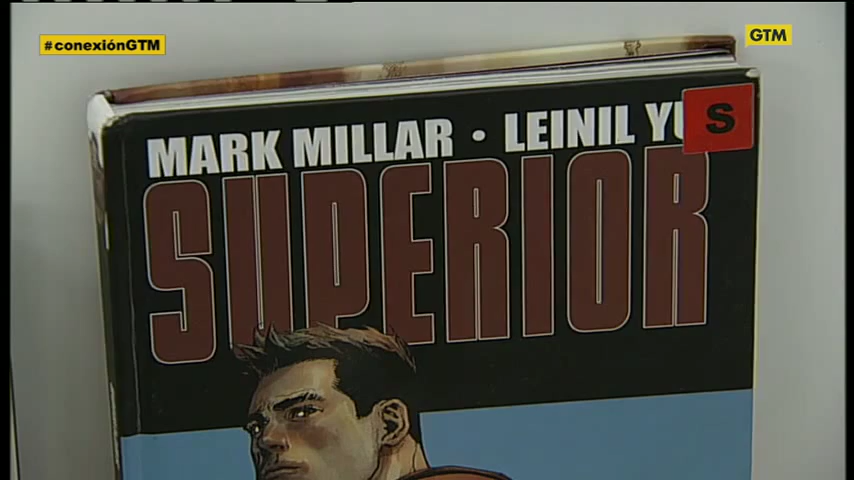 #conexiónGTM
GTM
MARK MILLAR · LEINIL YU
S
SUPERIOR